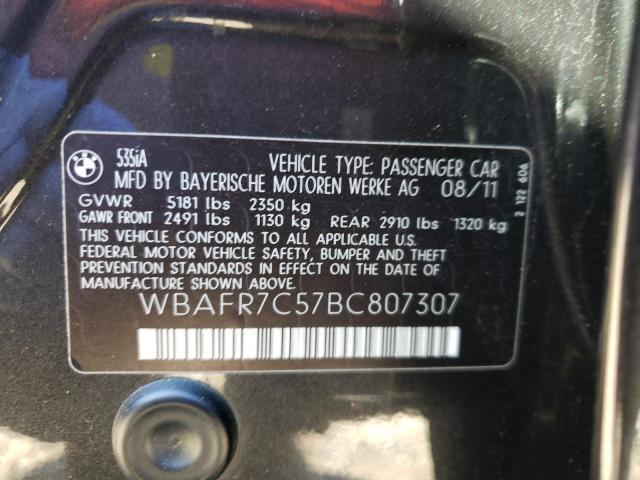 BMW
535iA
VEHICLE TYPE: PASSENGER CAR
MFD BY BAYERISCHE MOTOREN WERKE AG 08/11
GVWR 5181 lbs 2350 kg
GAWR FRONT 2491 lbs 1130 kg REAR 2910 lbs 1320 kg
THIS VEHICLE CONFORMS TO ALL APPLICABLE U.S.
FEDERAL MOTOR VEHICLE SAFETY, BUMPER AND THEFT
PREVENTION STANDARDS IN EFFECT ON THE DATE OF
MANUFACTURE SHOWN ABOVE.
WBAFR7C57BC807307
2 122 606